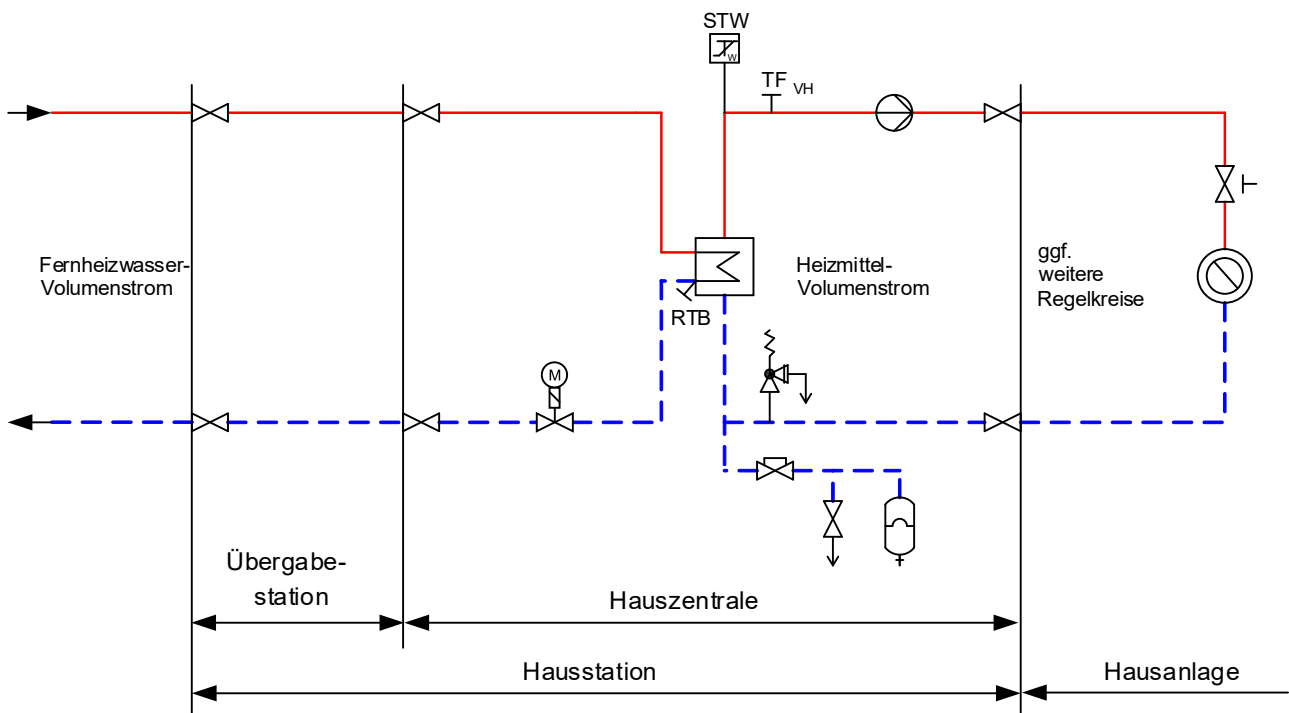 STW
W
TF VH
Fernheizwasser-
Volumenstrom
Heizmittel-
Volumenstrom
ggf.
weitere
Regelkreise
RTB
M
Übergabe-
station
Hauszentrale
Hausstation
Hausanlage